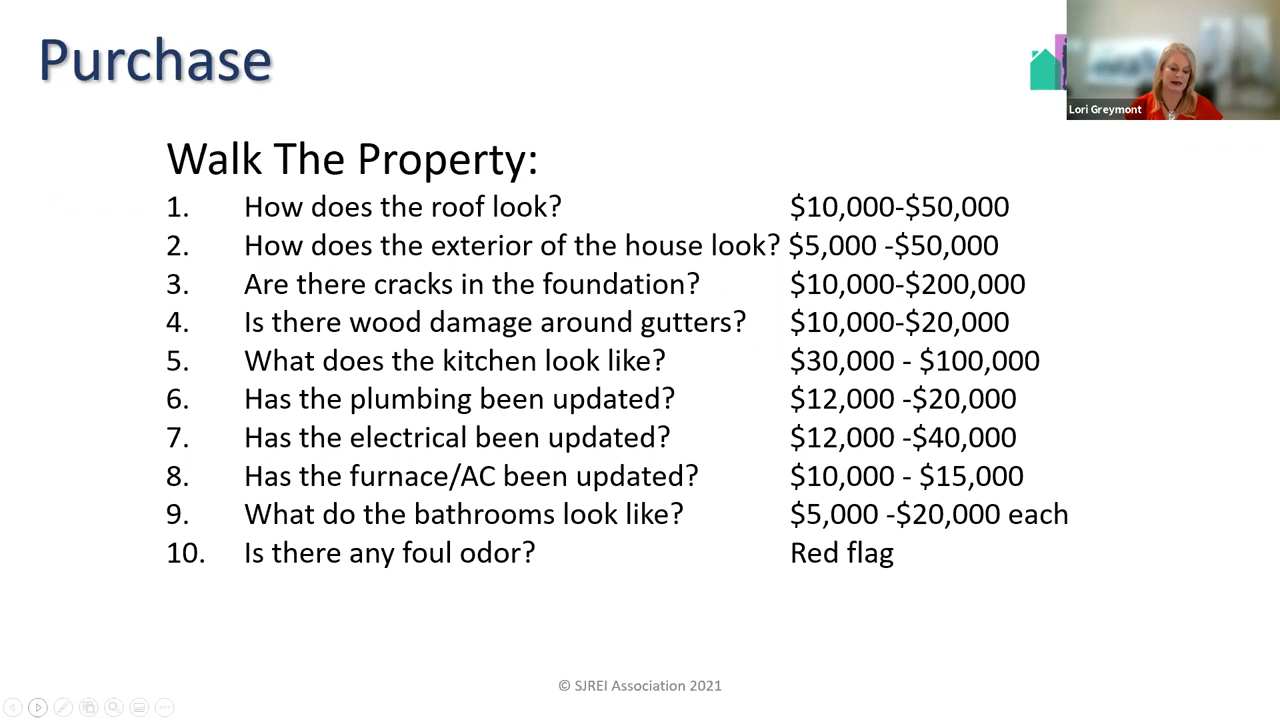 Purchase
Lori Greymont
Walk The Property:
1. How does the roof look? $10,000-$50,000
2. How does the exterior of the house look? $5,000 -$50,000
3. Are there cracks in the foundation? $10,000-$200,000
4. Is there wood damage around gutters? $10,000-$20,000
5. What does the kitchen look like? $30,000 - $100,000
6. Has the plumbing been updated? $12,000 -$20,000
7. Has the electrical been updated? $12,000 -$40,000
8. Has the furnace/AC been updated? $10,000 - $15,000
9. What do the bathrooms look like? $5,000 -$20,000 each
10. Is there any foul odor? Red flag
© SJREI Association 2021